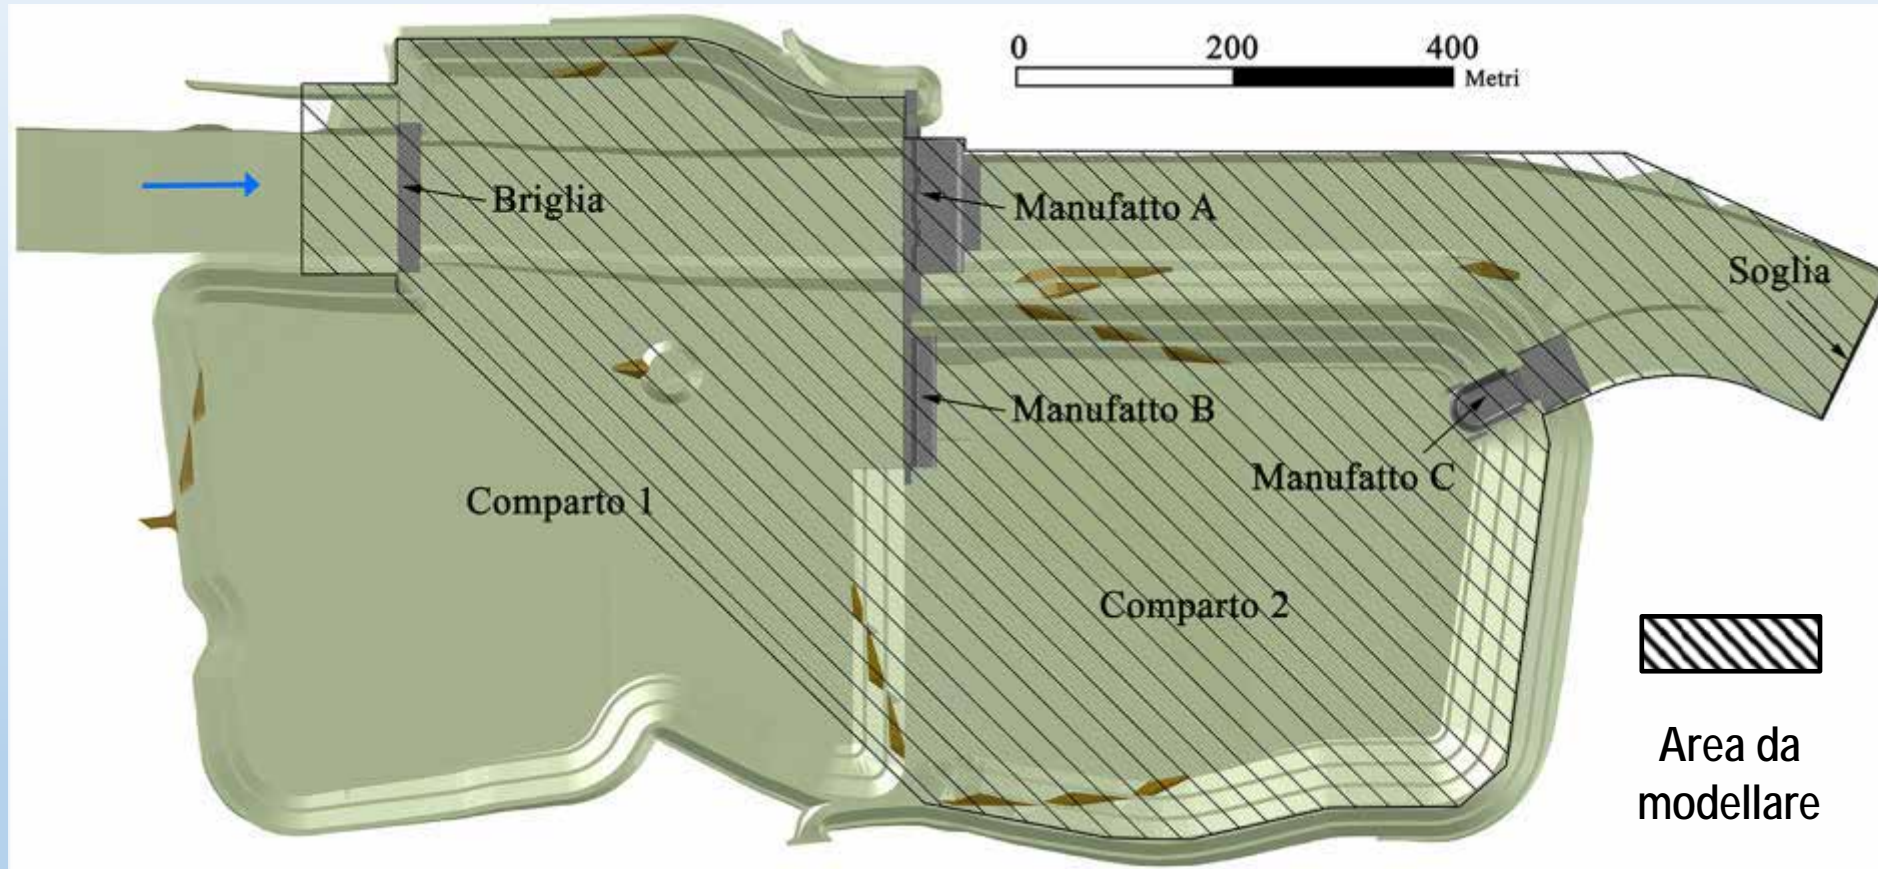 0 200 400
Metri
Briglia
Manufatto A
Soglia
Manufatto B
Manufatto C
Comparto 1
Comparto 2
Area da
modellare